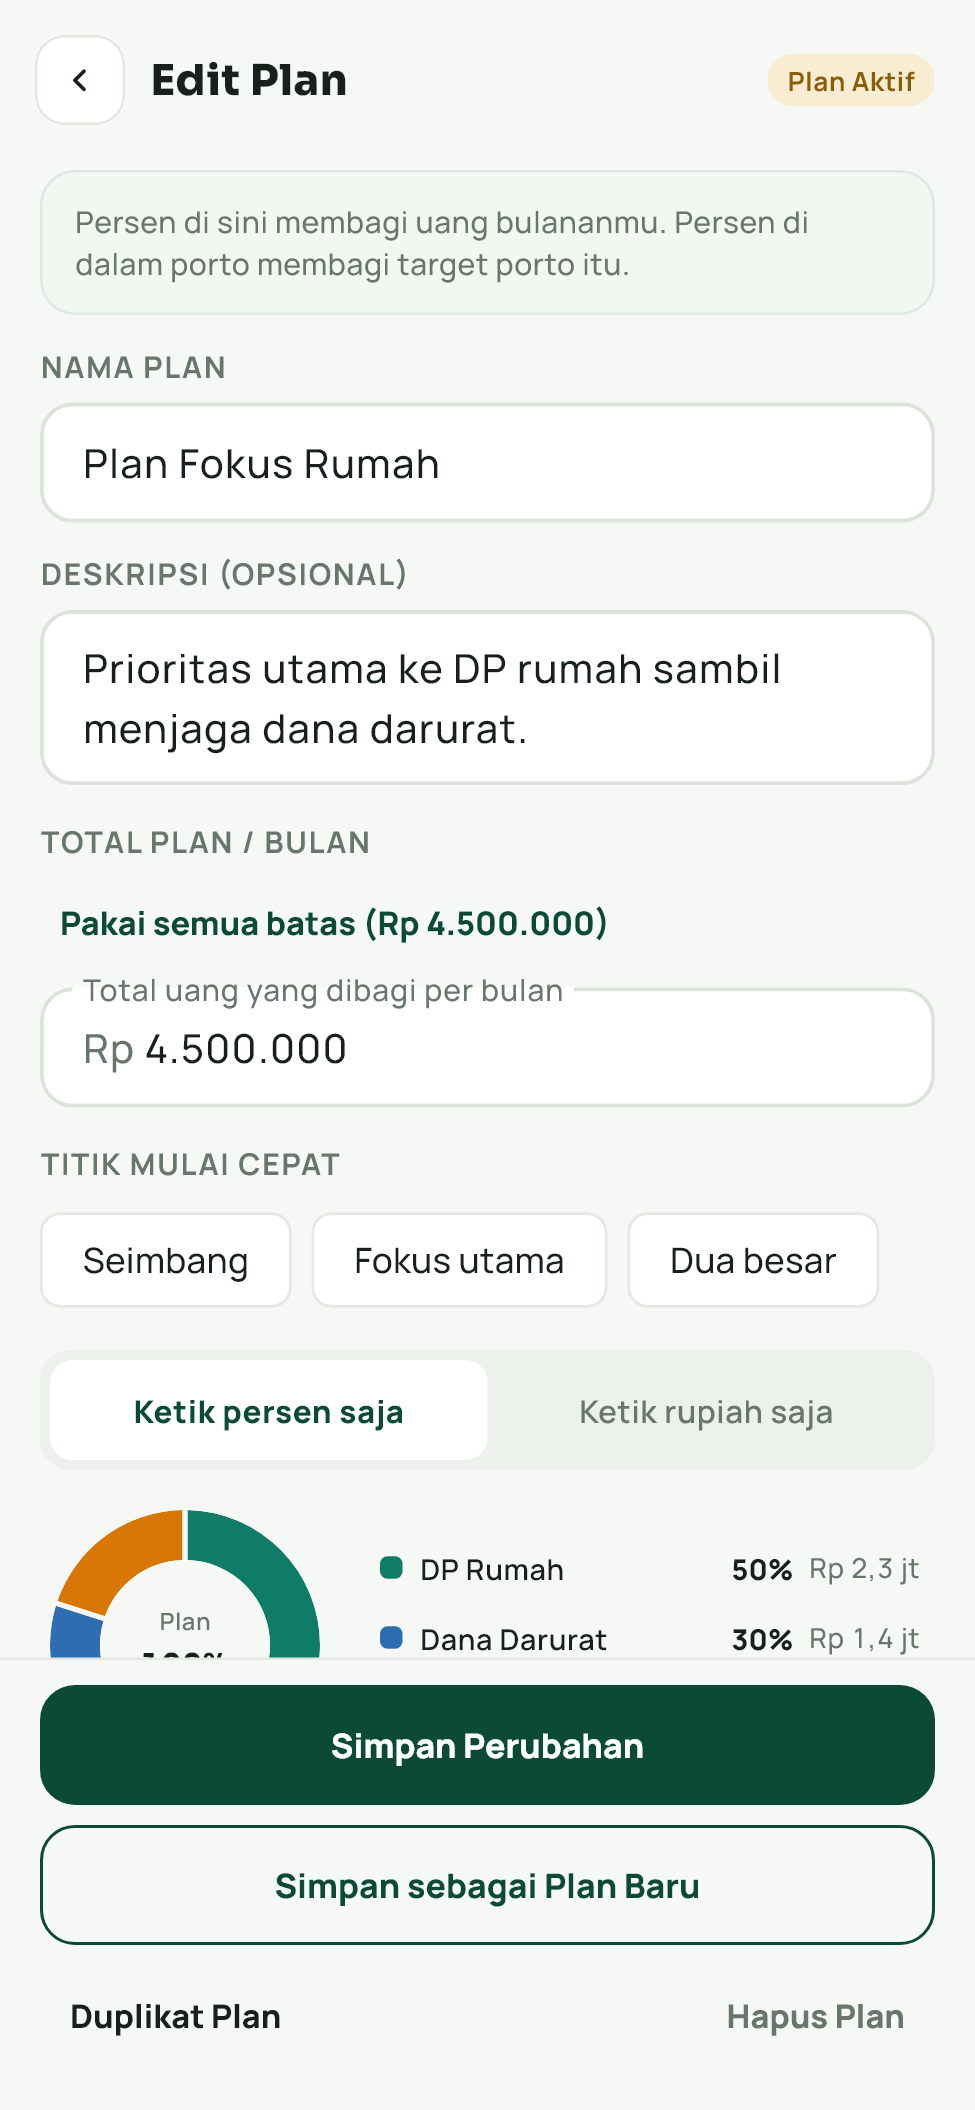 Edit Plan
Plan Aktif
Persen di sini membagi uang bulananmu. Persen di
dalam porto membagi target porto itu.
NAMA PLAN
Plan Fokus Rumah
DESKRIPSI (OPSIONAL)
Prioritas utama ke DP rumah sambil
menjaga dana darurat.
TOTAL PLAN / BULAN
Pakai semua batas (Rp 4.500.000)
Total uang yang dibagi per bulan
Rp 4.500.000
TITIK MULAI CEPAT
Seimbang
Fokus utama
Dua besar
Ketik persen saja
Ketik rupiah saja
Plan
DP Rumah 50% Rp 2,3 jt
Dana Darurat 30% Rp 1,4 jt
Simpan Perubahan
Simpan sebagai Plan Baru
Duplikat Plan
Hapus Plan